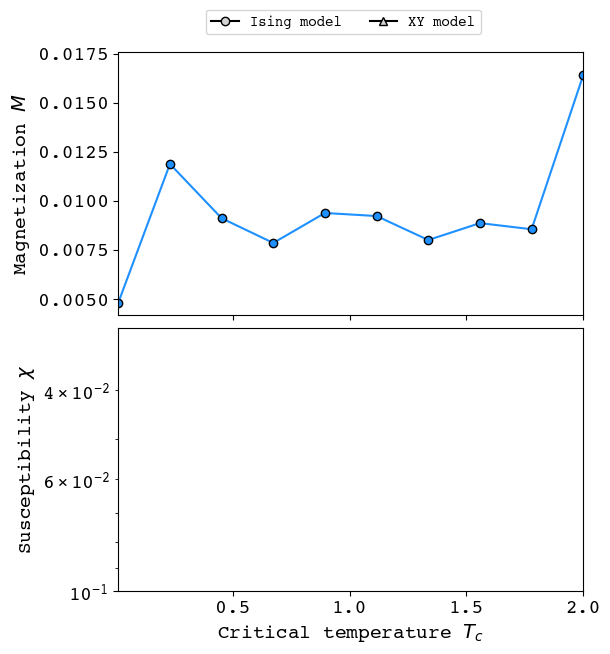 Ising model XY model
0.0175
0.0150
0.0125
0.0100
0.0075
0.0050
Magnetization M
4 × 10⁻²
6 × 10⁻²
10⁻¹
Susceptibility χ
0.5 1.0 1.5 2.0
Critical temperature T_c